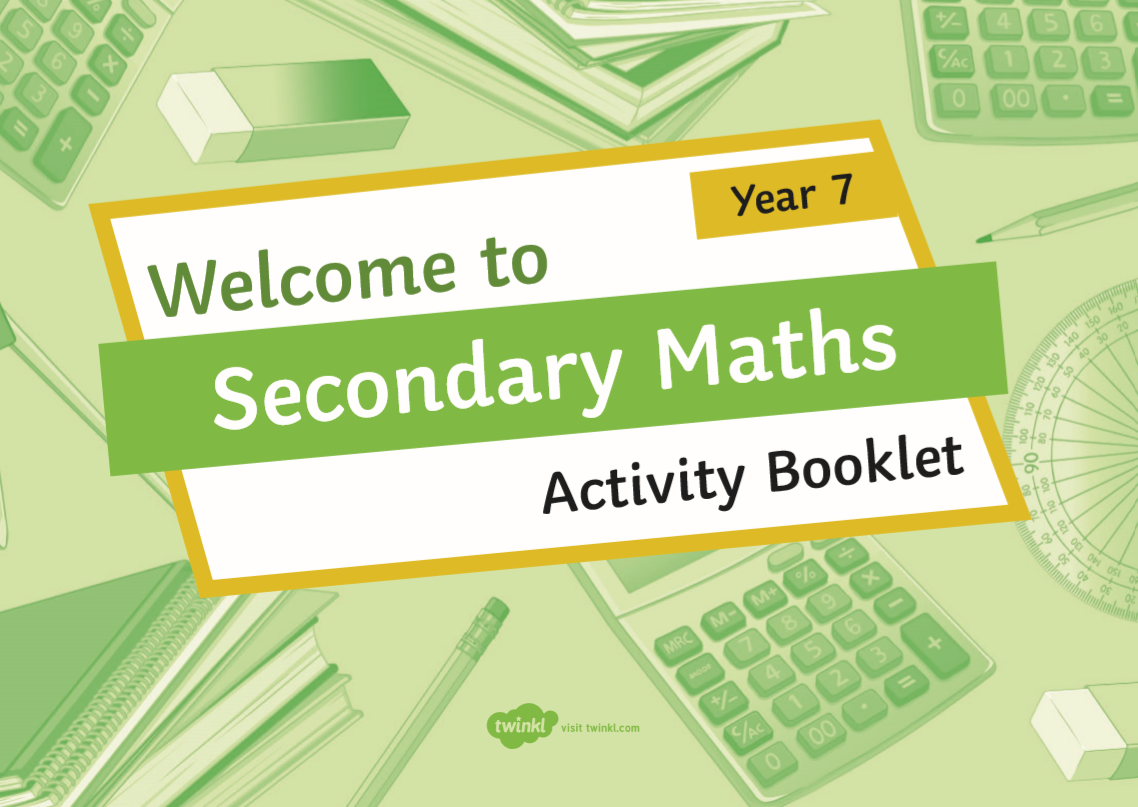 Year 7
Welcome to
Secondary Maths
Activity Booklet
twinkl visit twinkl.com